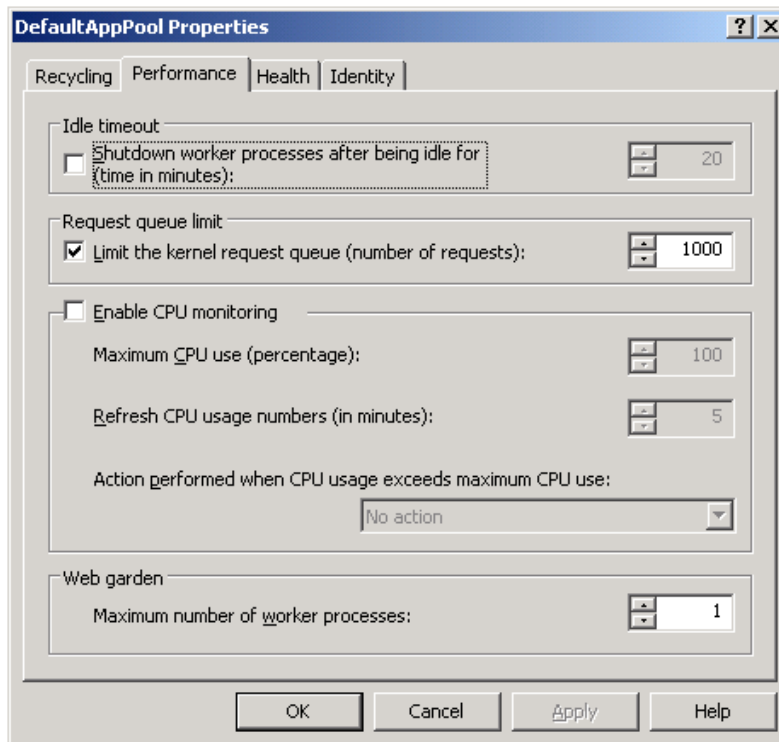 DefaultAppPool Properties
Recycling Performance Health Identity
Idle timeout
Shutdown worker processes after being idle for
(time in minutes):
20
Request queue limit
Limit the kernel request queue (number of requests):
1000
Enable CPU monitoring
Maximum CPU use (percentage):
100
Refresh CPU usage numbers (in minutes):
5
Action performed when CPU usage exceeds maximum CPU use:
No action
Web garden
Maximum number of worker processes:
1
OK Cancel Apply Help